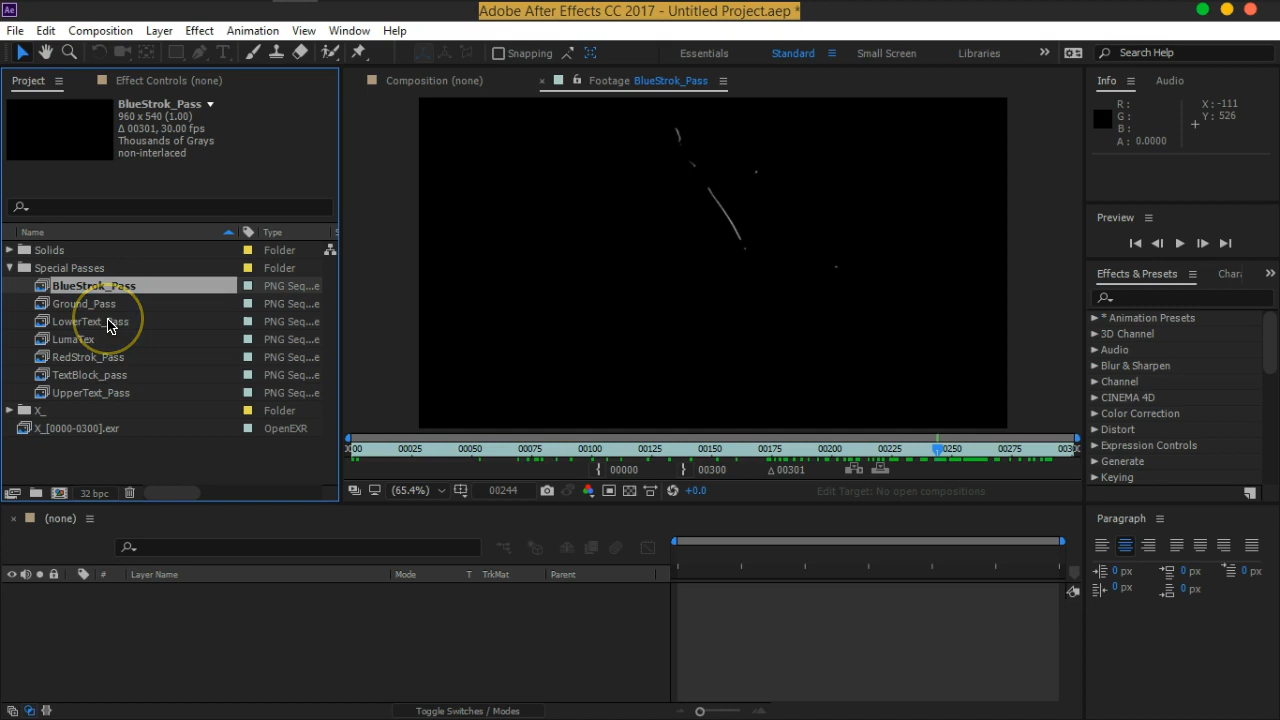 Ae
Adobe After Effects CC 2017 - Untitled Project.aep *
File Edit Composition Layer Effect Animation View Window Help
Snapping Essentials Standard Small Screen Libraries Search Help
Project Effect Controls (none) Composition (none) Footage BlueStrok_Pass Info Audio
BlueStrok_Pass
960 x 540 (1.00)
Δ 00301, 30.00 fps
Thousands of Grays
non-interlaced
R :
G :
B :
A : 0.0000
X : -111
Y : 526
Preview
Name Type
Solids Folder
Special Passes Folder
BlueStrok_Pass PNG Seq...e
Ground_Pass PNG Seq...e
LowerText_Pass PNG Seq...e
LumaTex PNG Seq...e
RedStrok_Pass PNG Seq...e
TextBlock_pass PNG Seq...e
UpperText_Pass PNG Seq...e
X_ Folder
X_[0000-0300].exr OpenEXR
32 bpc
00025 00050 00075 00100 00125 00150 00175 00200 00225 00250 00275
00000 00300 Δ 00301
(65.4%) 00244 +0.0 Edit Target: No open compositions
Effects & Presets
* Animation Presets
3D Channel
Audio
Blur & Sharpen
Channel
CINEMA 4D
Color Correction
Distort
Expression Controls
Generate
Keying
(none)
# Layer Name Mode T TrkMat Parent
Toggle Switches / Modes
Paragraph
0 px 0 px 0 px
0 px 0 px